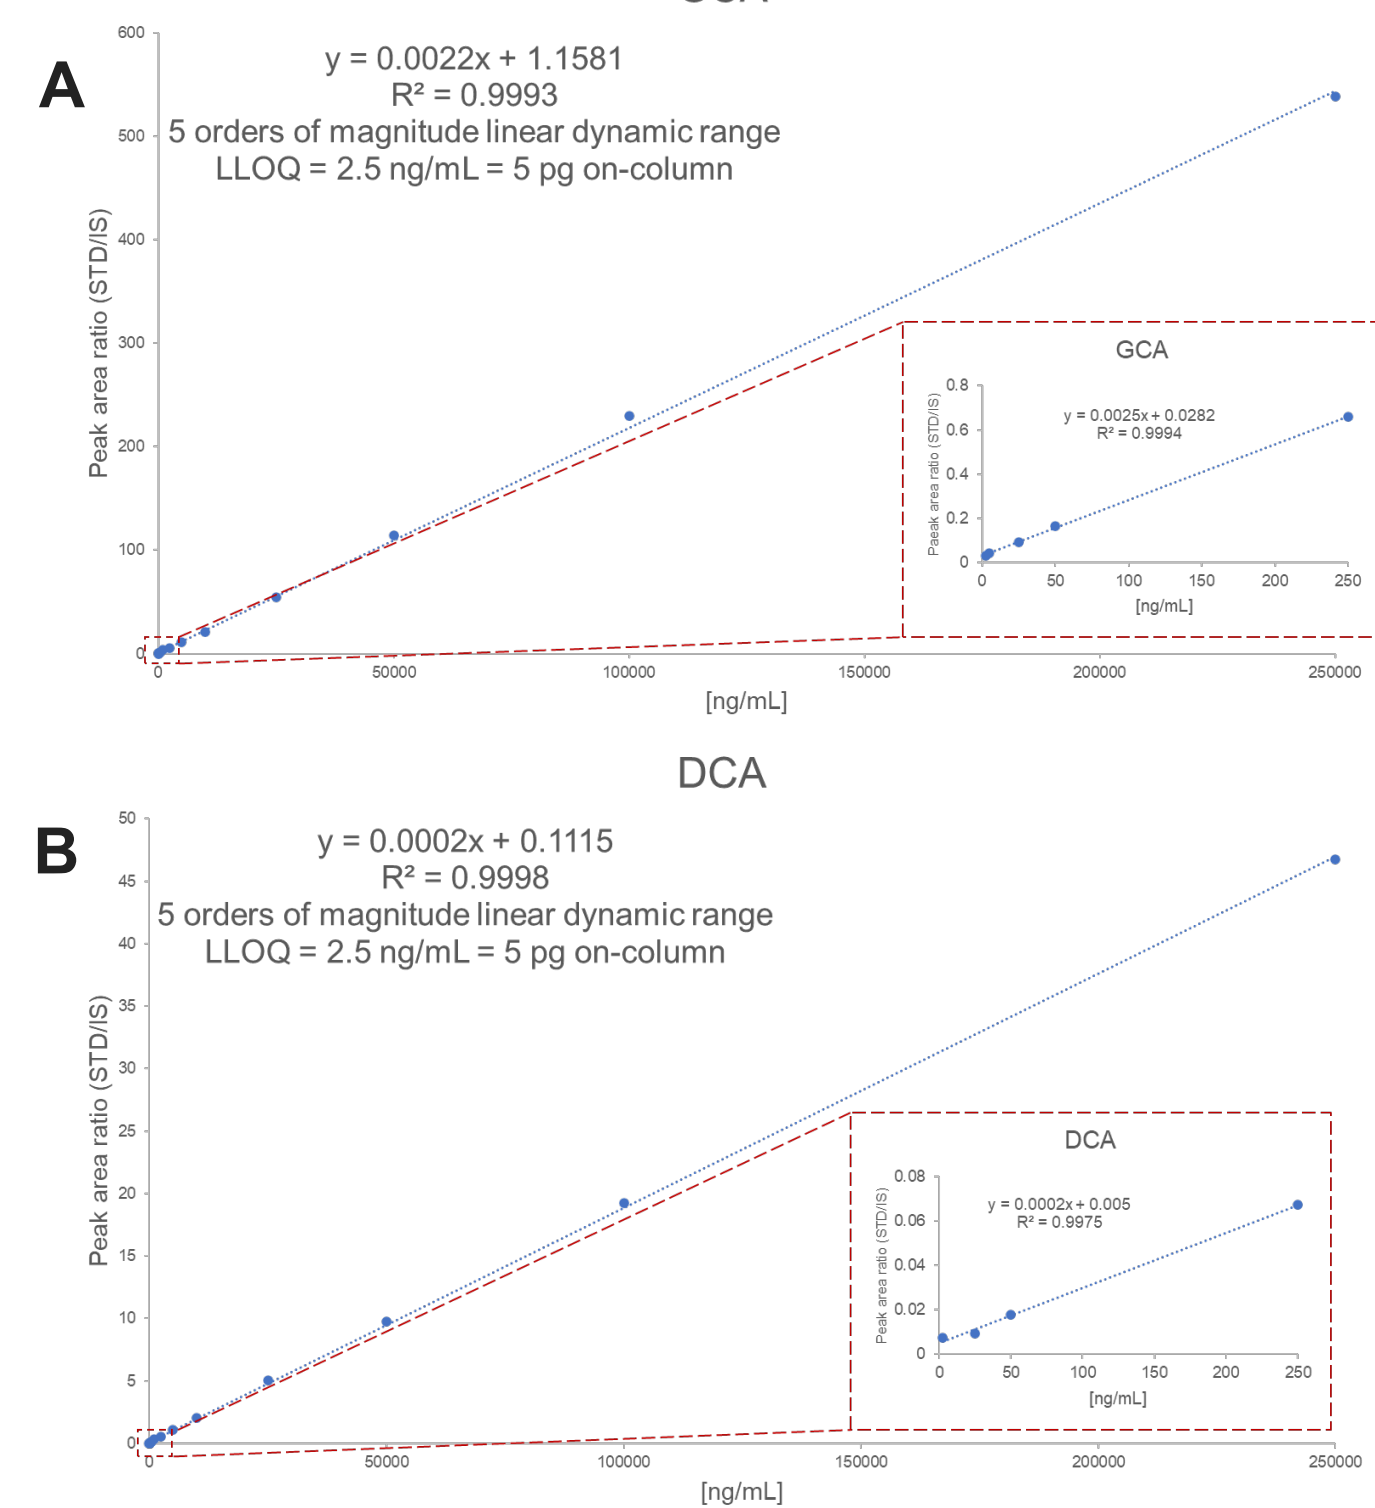 A
y = 0.0022x + 1.1581
R² = 0.9993
5 orders of magnitude linear dynamic range
LLOQ = 2.5 ng/mL = 5 pg on-column
Peak area ratio (STD/IS)
600
500
400
300
200
100
0
0 50000 100000 150000 200000 250000
[ng/mL]
GCA
y = 0.0025x + 0.0282
R² = 0.9994
Paeak area ratio (STD/IS)
0.8
0.6
0.4
0.2
0
0 50 100 150 200 250
[ng/mL]
DCA
B
y = 0.0002x + 0.1115
R² = 0.9998
5 orders of magnitude linear dynamic range
LLOQ = 2.5 ng/mL = 5 pg on-column
Peak area ratio (STD/IS)
50
45
40
35
30
25
20
15
10
5
0
0 50000 100000 150000 200000 250000
[ng/mL]
DCA
y = 0.0002x + 0.005
R² = 0.9975
Peak area ratio (STD/IS)
0.08
0.06
0.04
0.02
0
0 50 100 150 200 250
[ng/mL]